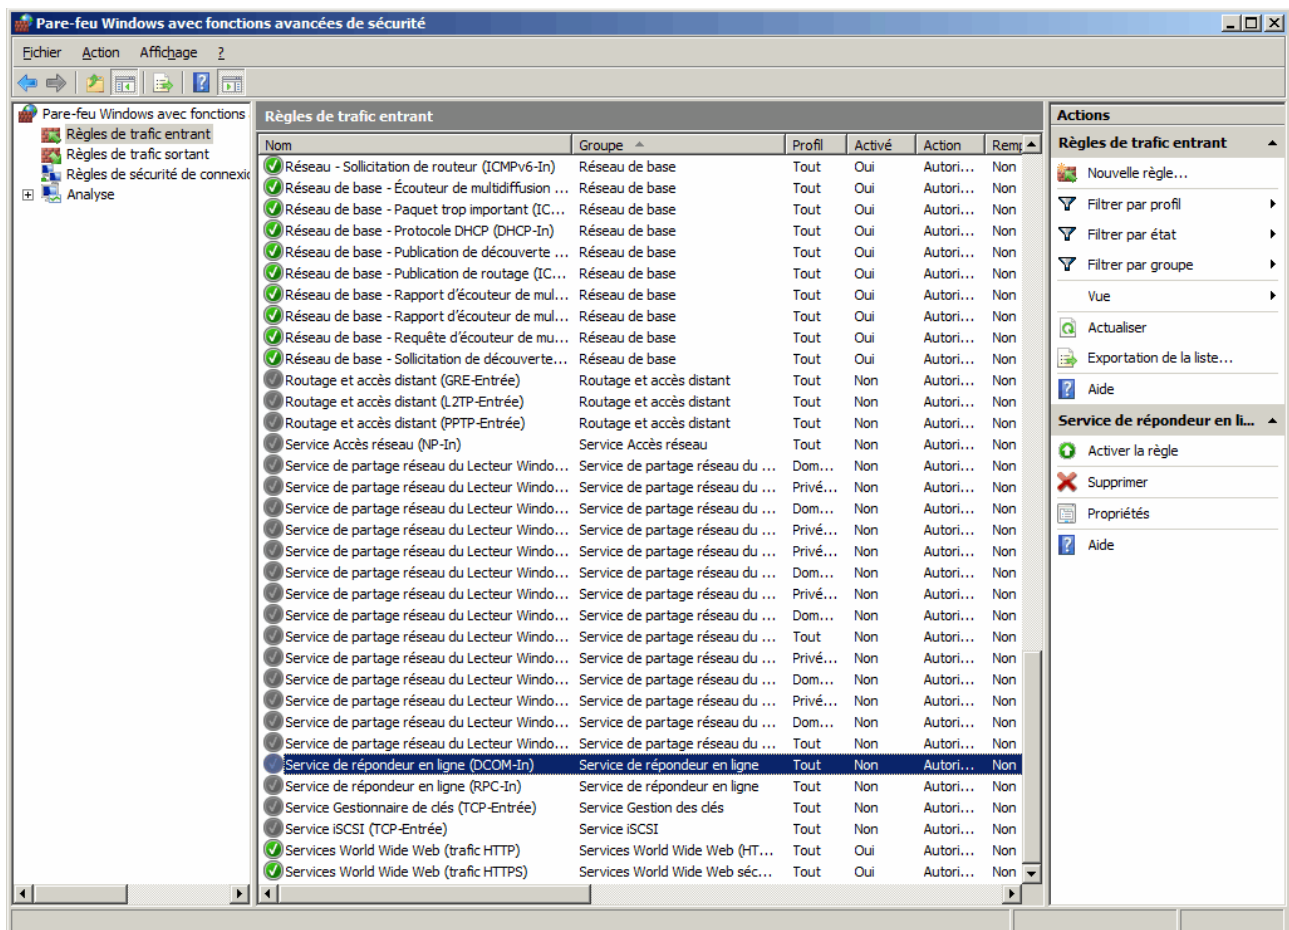 Pare-feu Windows avec fonctions avancées de sécurité
Fichier Action Affichage ?
Pare-feu Windows avec fonctions
Règles de trafic entrant
Règles de trafic sortant
Règles de sécurité de connexio
Analyse
Règles de trafic entrant
Nom Groupe Profil Activé Action Remp
Réseau - Sollicitation de routeur (ICMPv6-In) Réseau de base Tout Oui Autori... Non
Réseau de base - Écouteur de multidiffusion ... Réseau de base Tout Oui Autori... Non
Réseau de base - Paquet trop important (IC... Réseau de base Tout Oui Autori... Non
Réseau de base - Protocole DHCP (DHCP-In) Réseau de base Tout Oui Autori... Non
Réseau de base - Publication de découverte ... Réseau de base Tout Oui Autori... Non
Réseau de base - Publication de routage (IC... Réseau de base Tout Oui Autori... Non
Réseau de base - Rapport d'écouteur de mul... Réseau de base Tout Oui Autori... Non
Réseau de base - Rapport d'écouteur de mul... Réseau de base Tout Oui Autori... Non
Réseau de base - Requête d'écouteur de mu... Réseau de base Tout Oui Autori... Non
Réseau de base - Sollicitation de découverte... Réseau de base Tout Oui Autori... Non
Routage et accès distant (GRE-Entrée) Routage et accès distant Tout Non Autori... Non
Routage et accès distant (L2TP-Entrée) Routage et accès distant Tout Non Autori... Non
Routage et accès distant (PPTP-Entrée) Routage et accès distant Tout Non Autori... Non
Service Accès réseau (NP-In) Service Accès réseau Tout Non Autori... Non
Service de partage réseau du Lecteur Windo... Service de partage réseau du ... Dom... Non Autori... Non
Service de partage réseau du Lecteur Windo... Service de partage réseau du ... Privé... Non Autori... Non
Service de partage réseau du Lecteur Windo... Service de partage réseau du ... Dom... Non Autori... Non
Service de partage réseau du Lecteur Windo... Service de partage réseau du ... Privé... Non Autori... Non
Service de partage réseau du Lecteur Windo... Service de partage réseau du ... Privé... Non Autori... Non
Service de partage réseau du Lecteur Windo... Service de partage réseau du ... Dom... Non Autori... Non
Service de partage réseau du Lecteur Windo... Service de partage réseau du ... Privé... Non Autori... Non
Service de partage réseau du Lecteur Windo... Service de partage réseau du ... Dom... Non Autori... Non
Service de partage réseau du Lecteur Windo... Service de partage réseau du ... Tout Non Autori... Non
Service de partage réseau du Lecteur Windo... Service de partage réseau du ... Privé... Non Autori... Non
Service de partage réseau du Lecteur Windo... Service de partage réseau du ... Dom... Non Autori... Non
Service de partage réseau du Lecteur Windo... Service de partage réseau du ... Privé... Non Autori... Non
Service de partage réseau du Lecteur Windo... Service de partage réseau du ... Dom... Non Autori... Non
Service de partage réseau du Lecteur Windo... Service de partage réseau du ... Tout Non Autori... Non
Service de répondeur en ligne (DCOM-In) Service de répondeur en ligne Tout Non Autori... Non
Service de répondeur en ligne (RPC-In) Service de répondeur en ligne Tout Non Autori... Non
Service Gestionnaire de clés (TCP-Entrée) Service Gestion des clés Tout Non Autori... Non
Service iSCSI (TCP-Entrée) Service iSCSI Tout Non Autori... Non
Services World Wide Web (trafic HTTP) Services World Wide Web (HT... Tout Oui Autori... Non
Services World Wide Web (trafic HTTPS) Services World Wide Web séc... Tout Oui Autori... Non
Actions
Règles de trafic entrant
Nouvelle règle...
Filtrer par profil
Filtrer par état
Filtrer par groupe
Vue
Actualiser
Exportation de la liste...
Aide
Service de répondeur en li...
Activer la règle
Supprimer
Propriétés
Aide